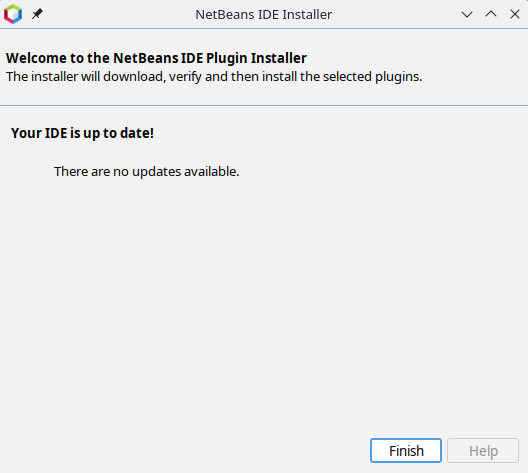 NetBeans IDE Installer
Welcome to the NetBeans IDE Plugin Installer
The installer will download, verify and then install the selected plugins.
Your IDE is up to date!
There are no updates available.
Finish
Help